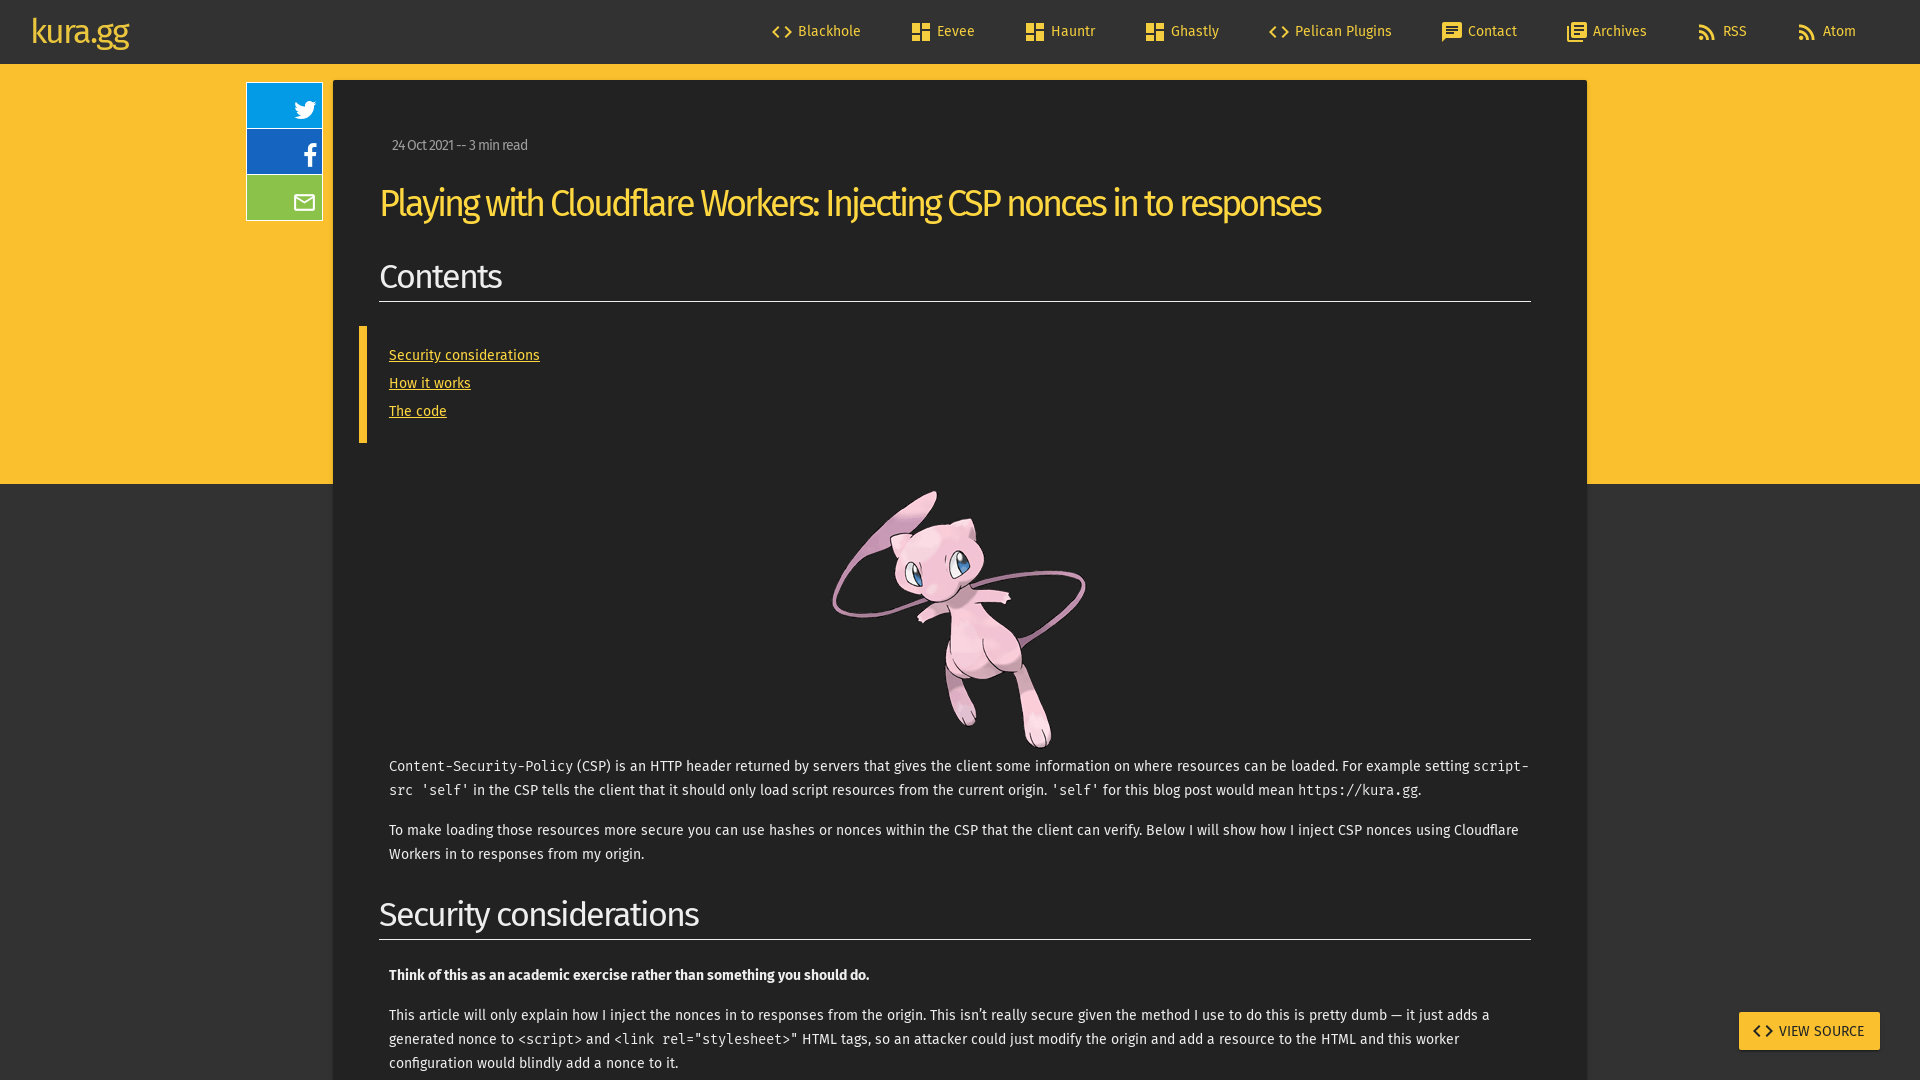 kura.gg
Blackhole
Eevee
Hauntr
Ghastly
Pelican Plugins
Contact
Archives
RSS
Atom
24 Oct 2021 -- 3 min read
Playing with Cloudflare Workers: Injecting CSP nonces in to responses
Contents
Security considerations
How it works
The code
Content-Security-Policy (CSP) is an HTTP header returned by servers that gives the client some information on where resources can be loaded. For example setting script-
src 'self' in the CSP tells the client that it should only load script resources from the current origin. 'self' for this blog post would mean https://kura.gg.
To make loading those resources more secure you can use hashes or nonces within the CSP that the client can verify. Below I will show how I inject CSP nonces using Cloudflare
Workers in to responses from my origin.
Security considerations
Think of this as an academic exercise rather than something you should do.
This article will only explain how I inject the nonces in to responses from the origin. This isn’t really secure given the method I use to do this is pretty dumb — it just adds a
generated nonce to <script> and <link rel="stylesheet>" HTML tags, so an attacker could just modify the origin and add a resource to the HTML and this worker
configuration would blindly add a nonce to it.
VIEW SOURCE